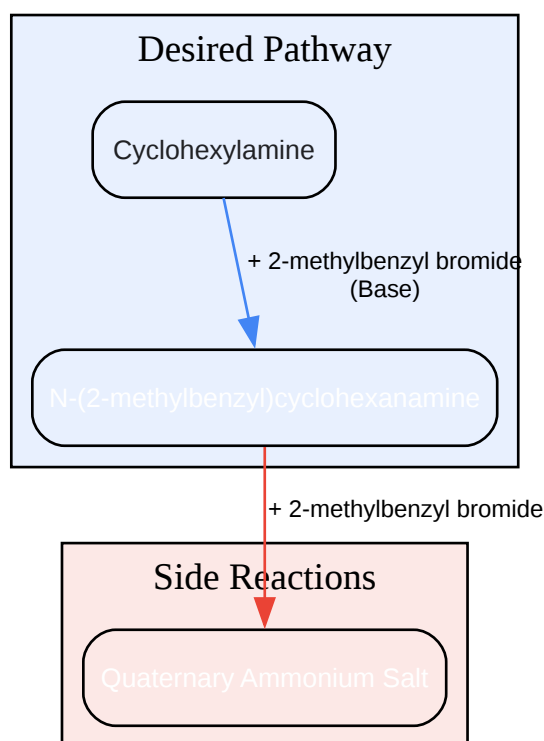 Desired Pathway
Cyclohexylamine
+ 2-methylbenzyl bromide
(Base)
N-(2-methylbenzyl)cyclohexanamine
+ 2-methylbenzyl bromide
Side Reactions
Quaternary Ammonium Salt